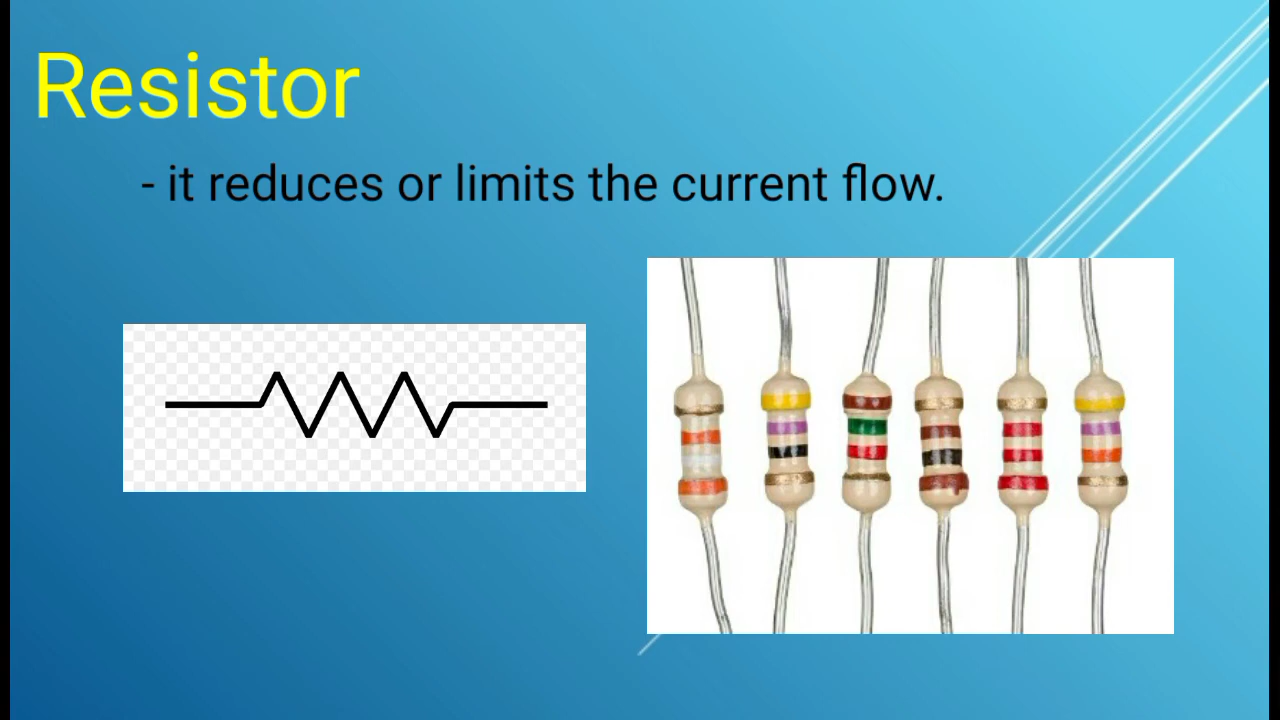 Resistor
- it reduces or limits the current flow.